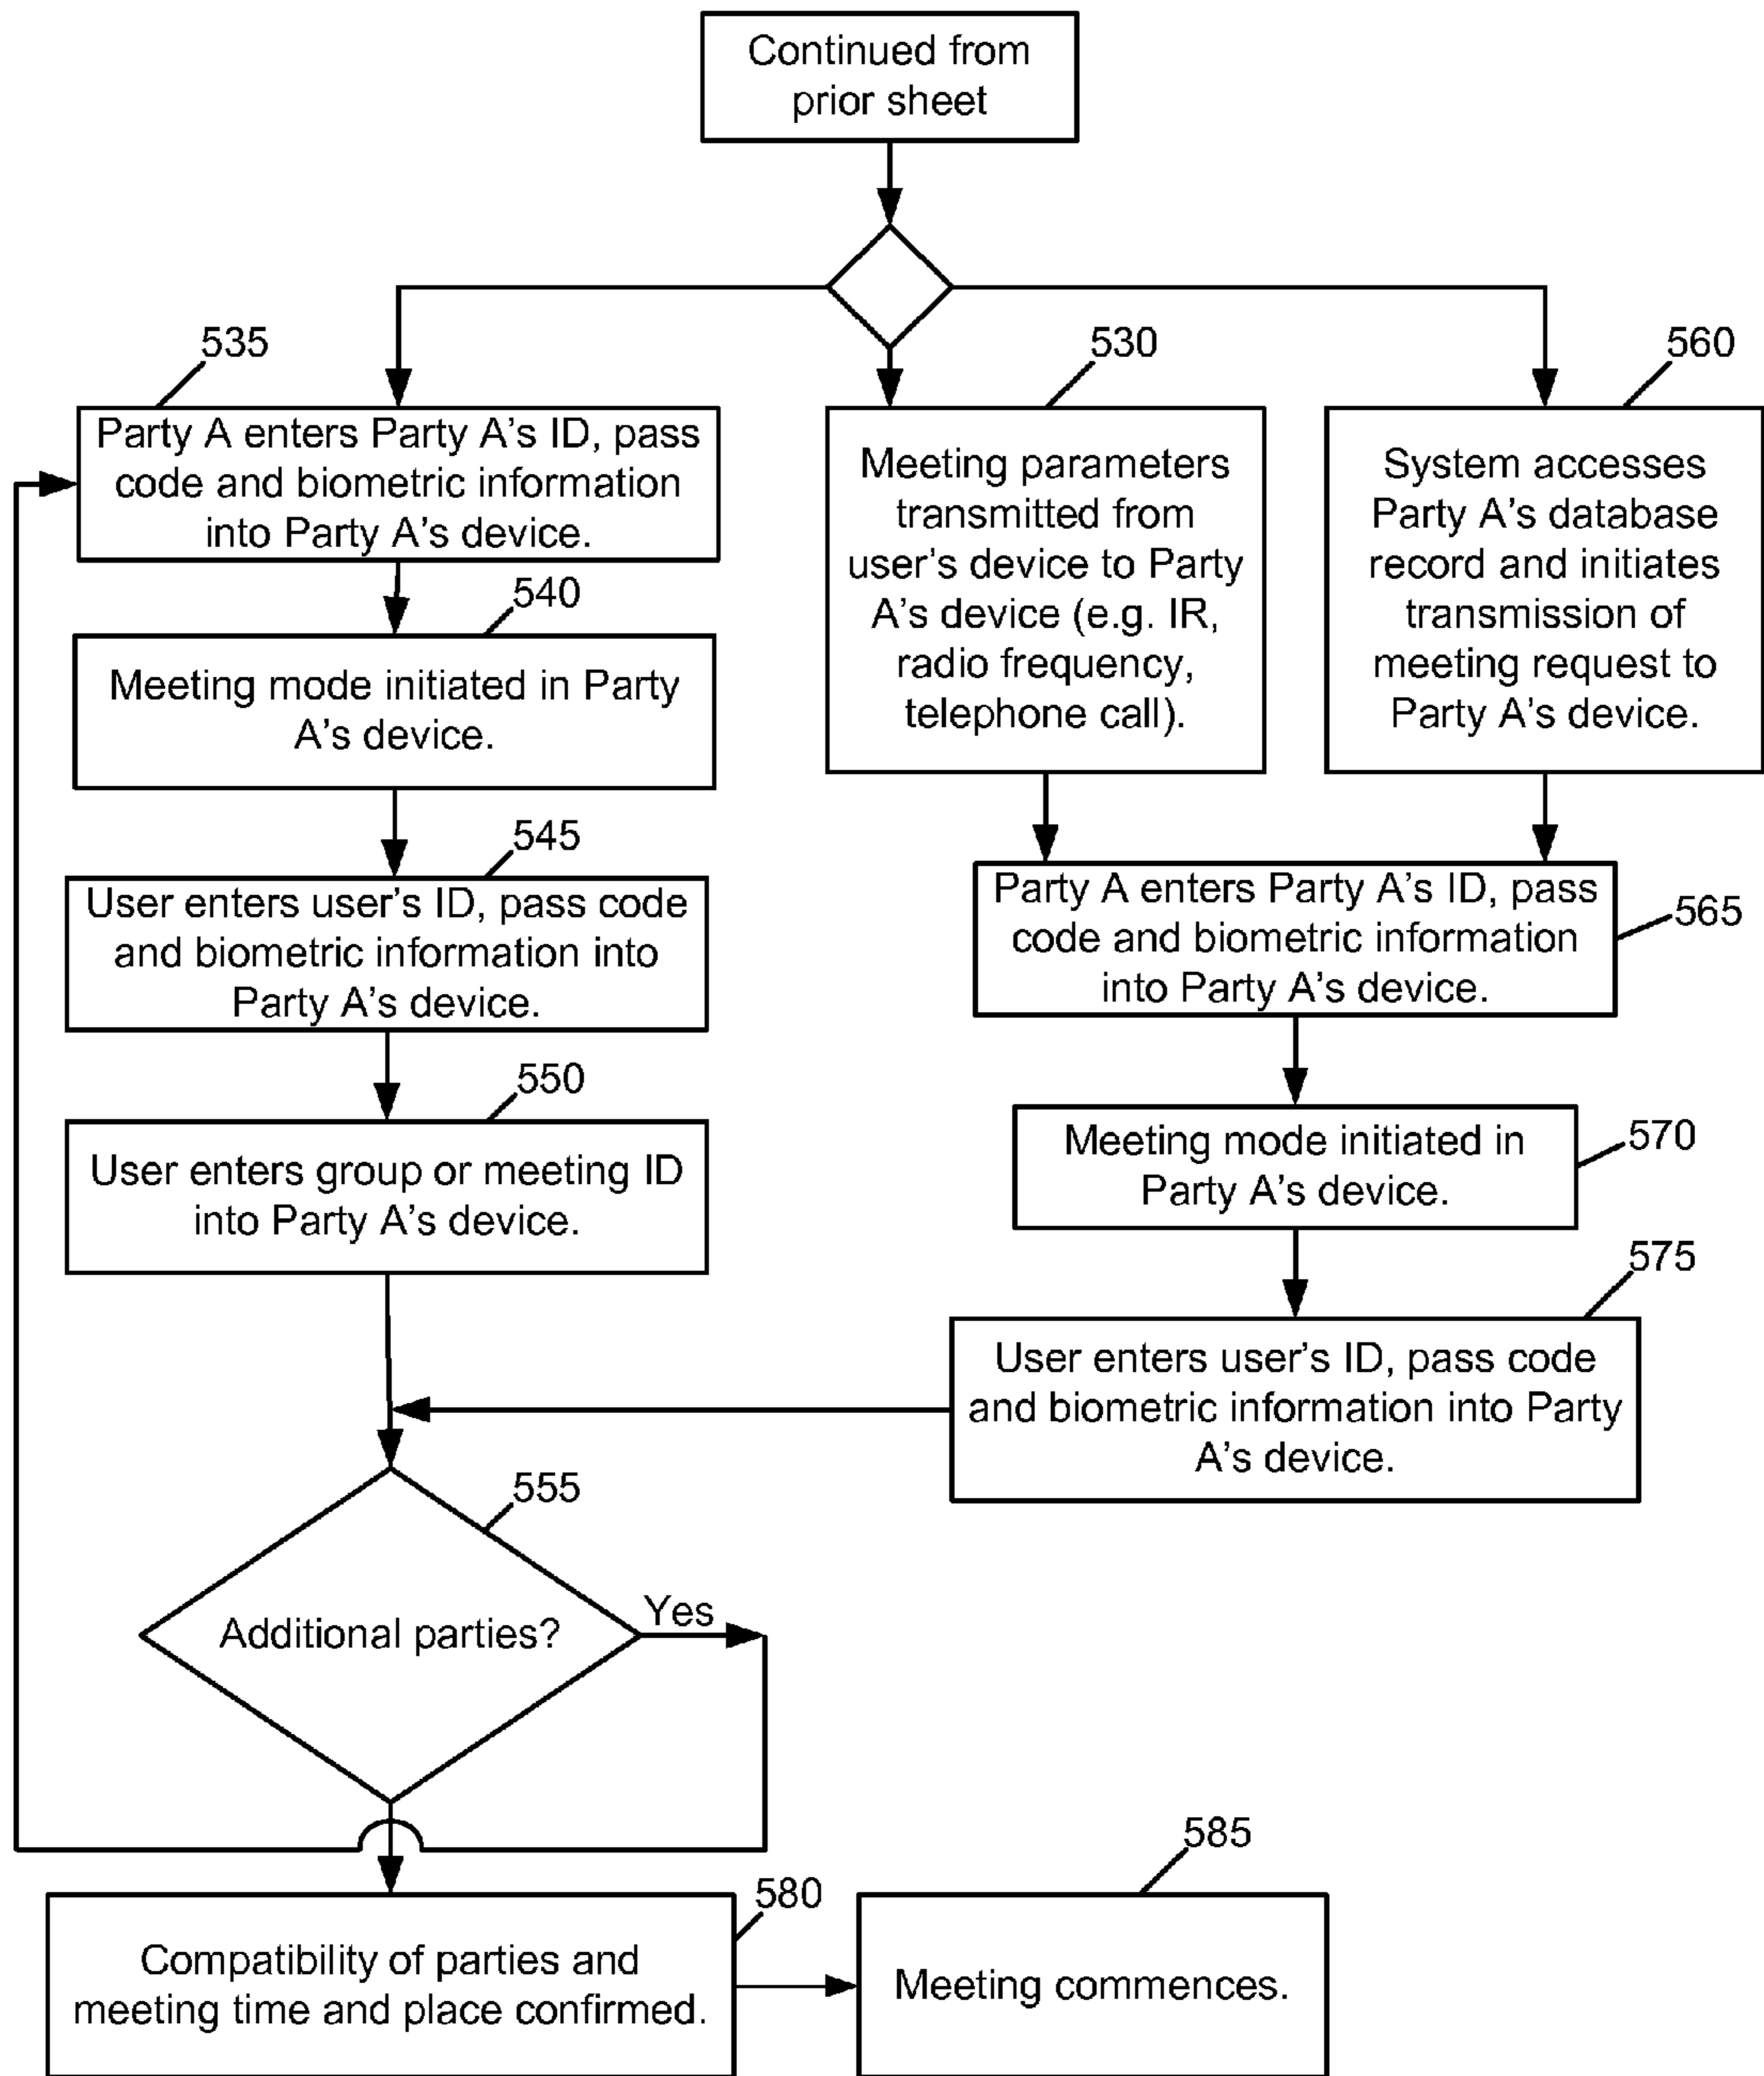 Continued from
prior sheet
535
Party A enters Party A's ID, pass
code and biometric information
into Party A's device.
540
Meeting mode initiated in Party
A's device.
545
User enters user's ID, pass code
and biometric information into
Party A's device.
550
User enters group or meeting ID
into Party A's device.
530
Meeting parameters
transmitted from
user's device to Party
A's device (e.g. IR,
radio frequency,
telephone call).
560
System accesses
Party A's database
record and initiates
transmission of
meeting request to
Party A's device.
Party A enters Party A's ID, pass
code and biometric information
into Party A's device.
565
Meeting mode initiated in
Party A's device.
570
575
User enters user's ID, pass code
and biometric information into Party
A's device.
555
Additional parties?
Yes
580
Compatibility of parties and
meeting time and place confirmed.
585
Meeting commences.